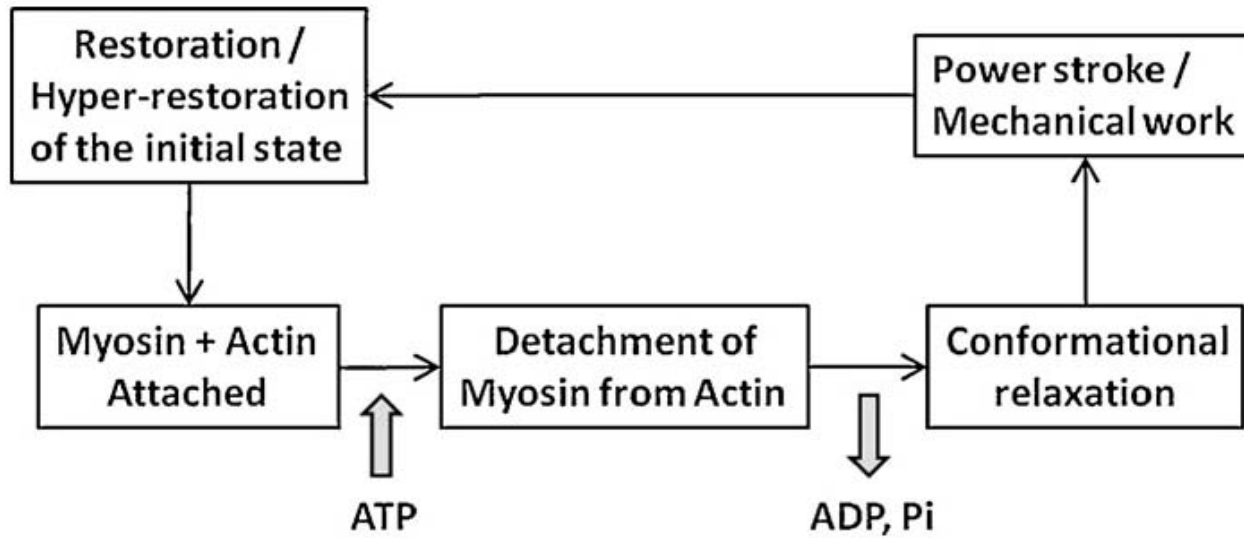 Restoration /
Hyper-restoration
of the initial state
Power stroke /
Mechanical work
Myosin + Actin
Attached
Detachment of
Myosin from Actin
Conformational
relaxation
ATP
ADP, Pi